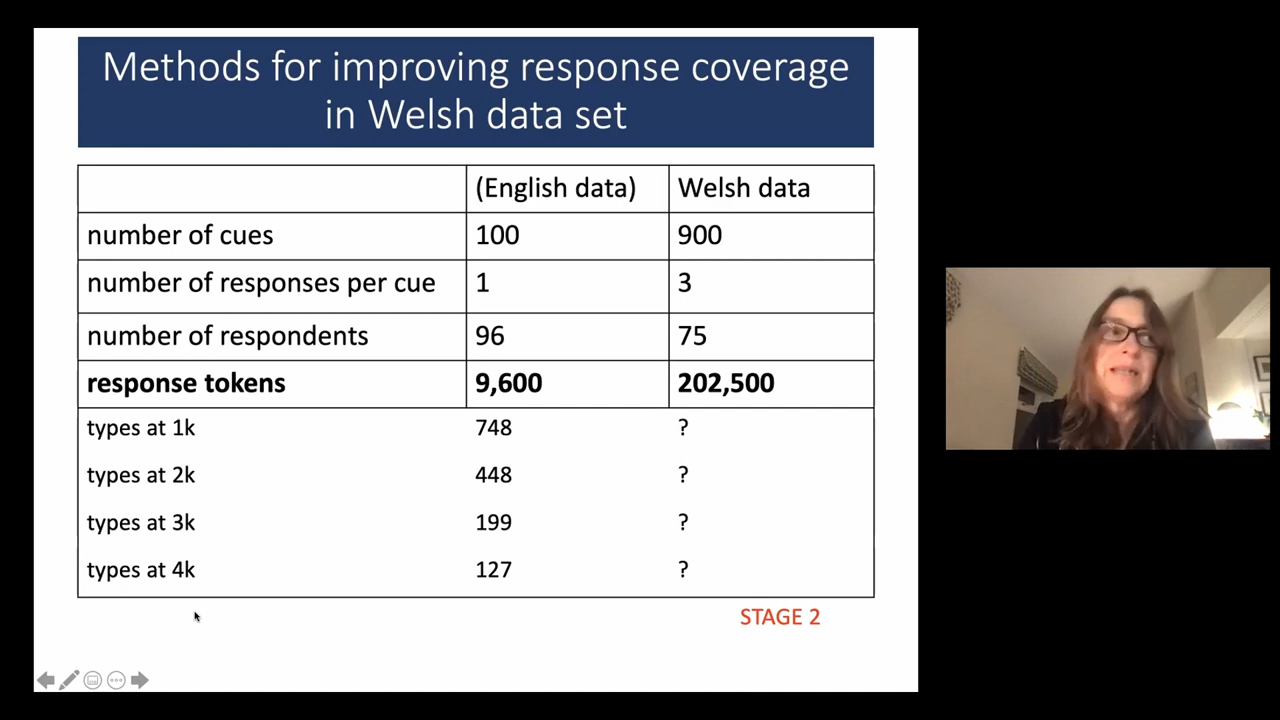 Methods for improving response coverage
in Welsh data set
(English data) Welsh data
number of cues 100 900
number of responses per cue 1 3
number of respondents 96 75
response tokens 9,600 202,500
types at 1k 748 ?
types at 2k 448 ?
types at 3k 199 ?
types at 4k 127 ?
STAGE 2